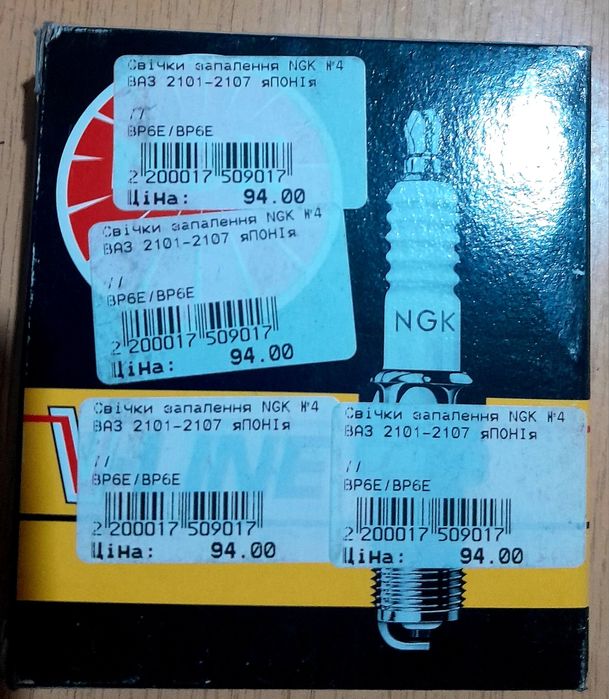 Свічки запалення NGK №4
ВАЗ 2101-2107 яПОНІя
//
BP6E/BP6E
2 200017 509017
Ціна: 94.00
Свічки запалення NGK №4
ВАЗ 2101-2107 яПОНІя
//
BP6E/BP6E
2 200017 509017
Ціна: 94.00
NGK
Свічки запалення NGK №4
ВАЗ 2101-2107 яПОНІя
//
BP6E/BP6E
2 200017 509017
Ціна: 94.00
Свічки запалення NGK №4
ВАЗ 2101-2107 яПОНІя
//
BP6E/BP6E
2 200017 509017
Ціна: 94.00
V LINE